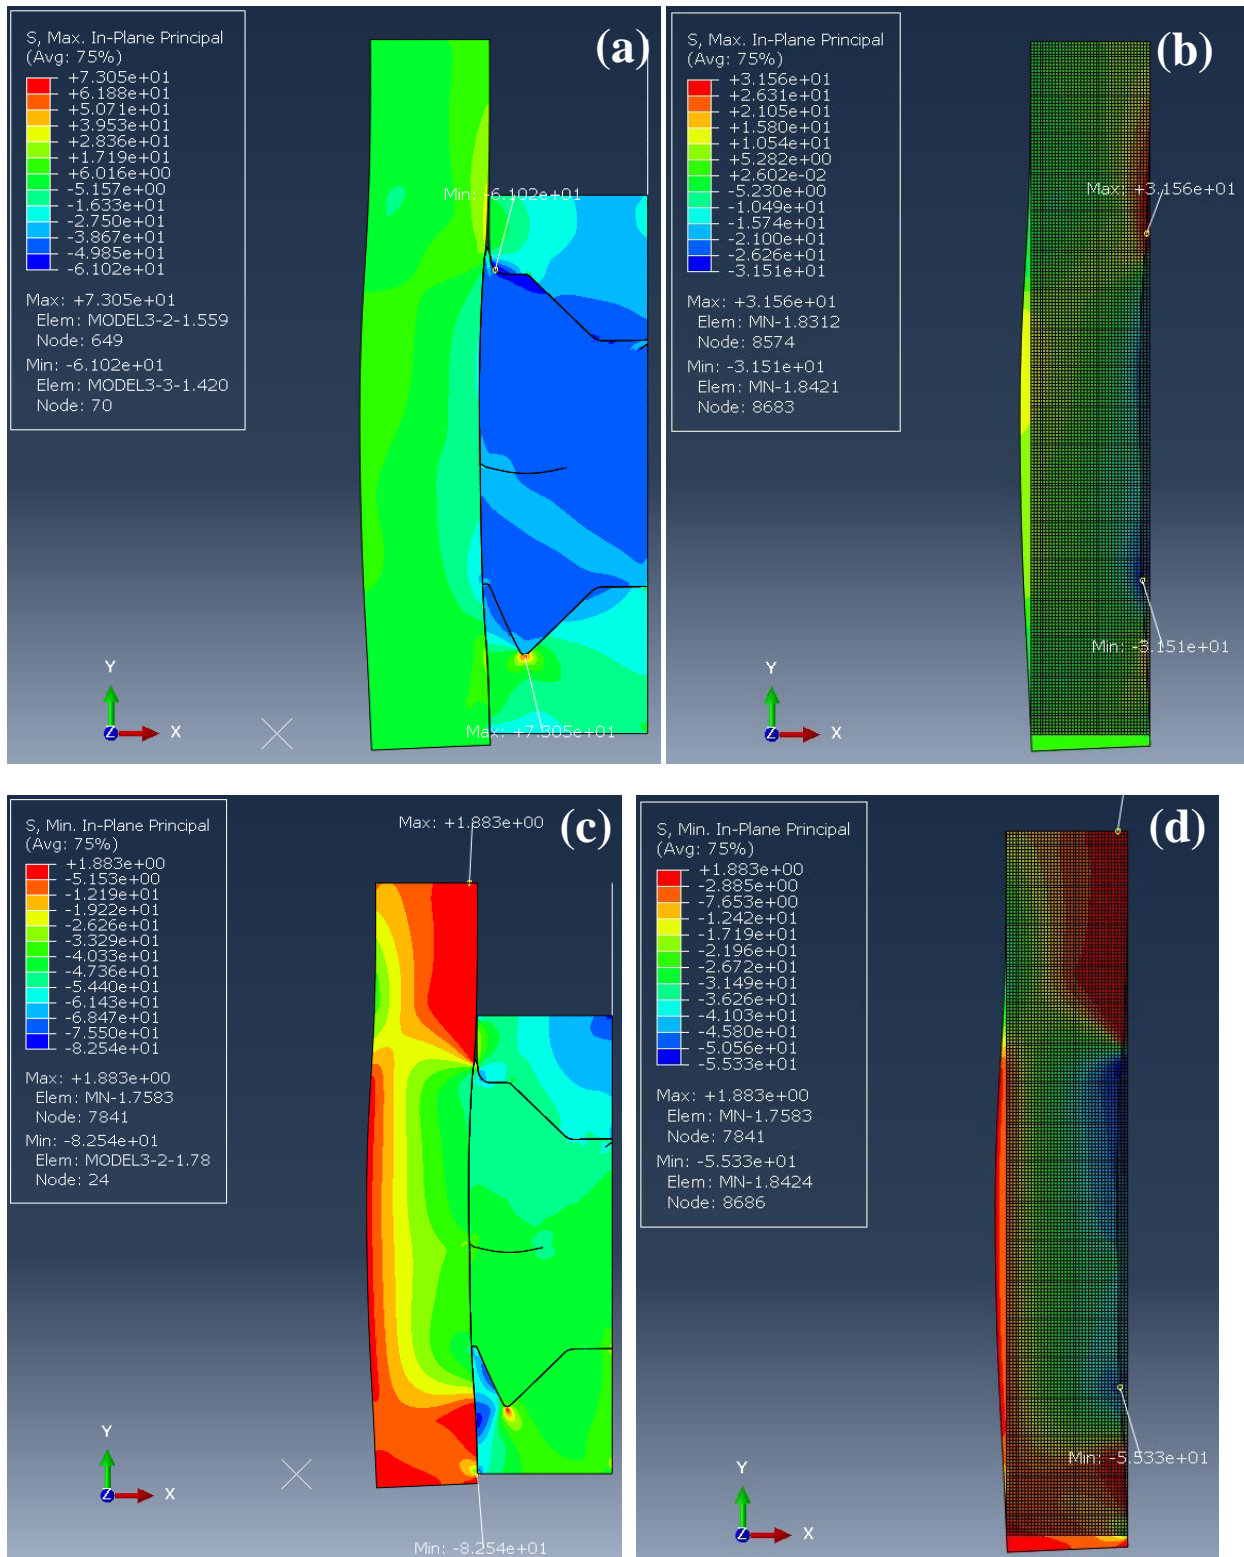 (a)
S, Max. In-Plane Principal
(Avg: 75%)
+7.305e+01
+6.188e+01
+5.071e+01
+3.953e+01
+2.836e+01
+1.719e+01
+6.016e+00
-5.157e+00
-1.633e+01
-2.750e+01
-3.867e+01
-4.985e+01
-6.102e+01
Max: +7.305e+01
Elem: MODEL3-2-1.559
Node: 649
Min: -6.102e+01
Elem: MODEL3-3-1.420
Node: 70
Min: -6.102e+01
Max: +7.305e+01
Y
Z
X
(b)
S, Max. In-Plane Principal
(Avg: 75%)
+3.156e+01
+2.631e+01
+2.105e+01
+1.580e+01
+1.054e+01
+5.282e+00
+2.602e-02
-5.230e+00
-1.049e+01
-1.574e+01
-2.100e+01
-2.626e+01
-3.151e+01
Max: +3.156e+01
Elem: MN-1.8312
Node: 8574
Min: -3.151e+01
Elem: MN-1.8421
Node: 8683
Max: +3.156e+01
Min: -3.151e+01
Y
Z
X
(c)
S, Min. In-Plane Principal
(Avg: 75%)
+1.883e+00
-5.153e+00
-1.219e+01
-1.922e+01
-2.626e+01
-3.329e+01
-4.033e+01
-4.736e+01
-5.440e+01
-6.143e+01
-6.847e+01
-7.550e+01
-8.254e+01
Max: +1.883e+00
Elem: MN-1.7583
Node: 7841
Min: -8.254e+01
Elem: MODEL3-2-1.78
Node: 24
Max: +1.883e+00
Min: -8.254e+01
Y
Z
X
(d)
S, Min. In-Plane Principal
(Avg: 75%)
+1.883e+00
-2.885e+00
-7.653e+00
-1.242e+01
-1.719e+01
-2.196e+01
-2.672e+01
-3.149e+01
-3.626e+01
-4.103e+01
-4.580e+01
-5.056e+01
-5.533e+01
Max: +1.883e+00
Elem: MN-1.7583
Node: 7841
Min: -5.533e+01
Elem: MN-1.8424
Node: 8686
Min: -5.533e+01
Y
Z
X